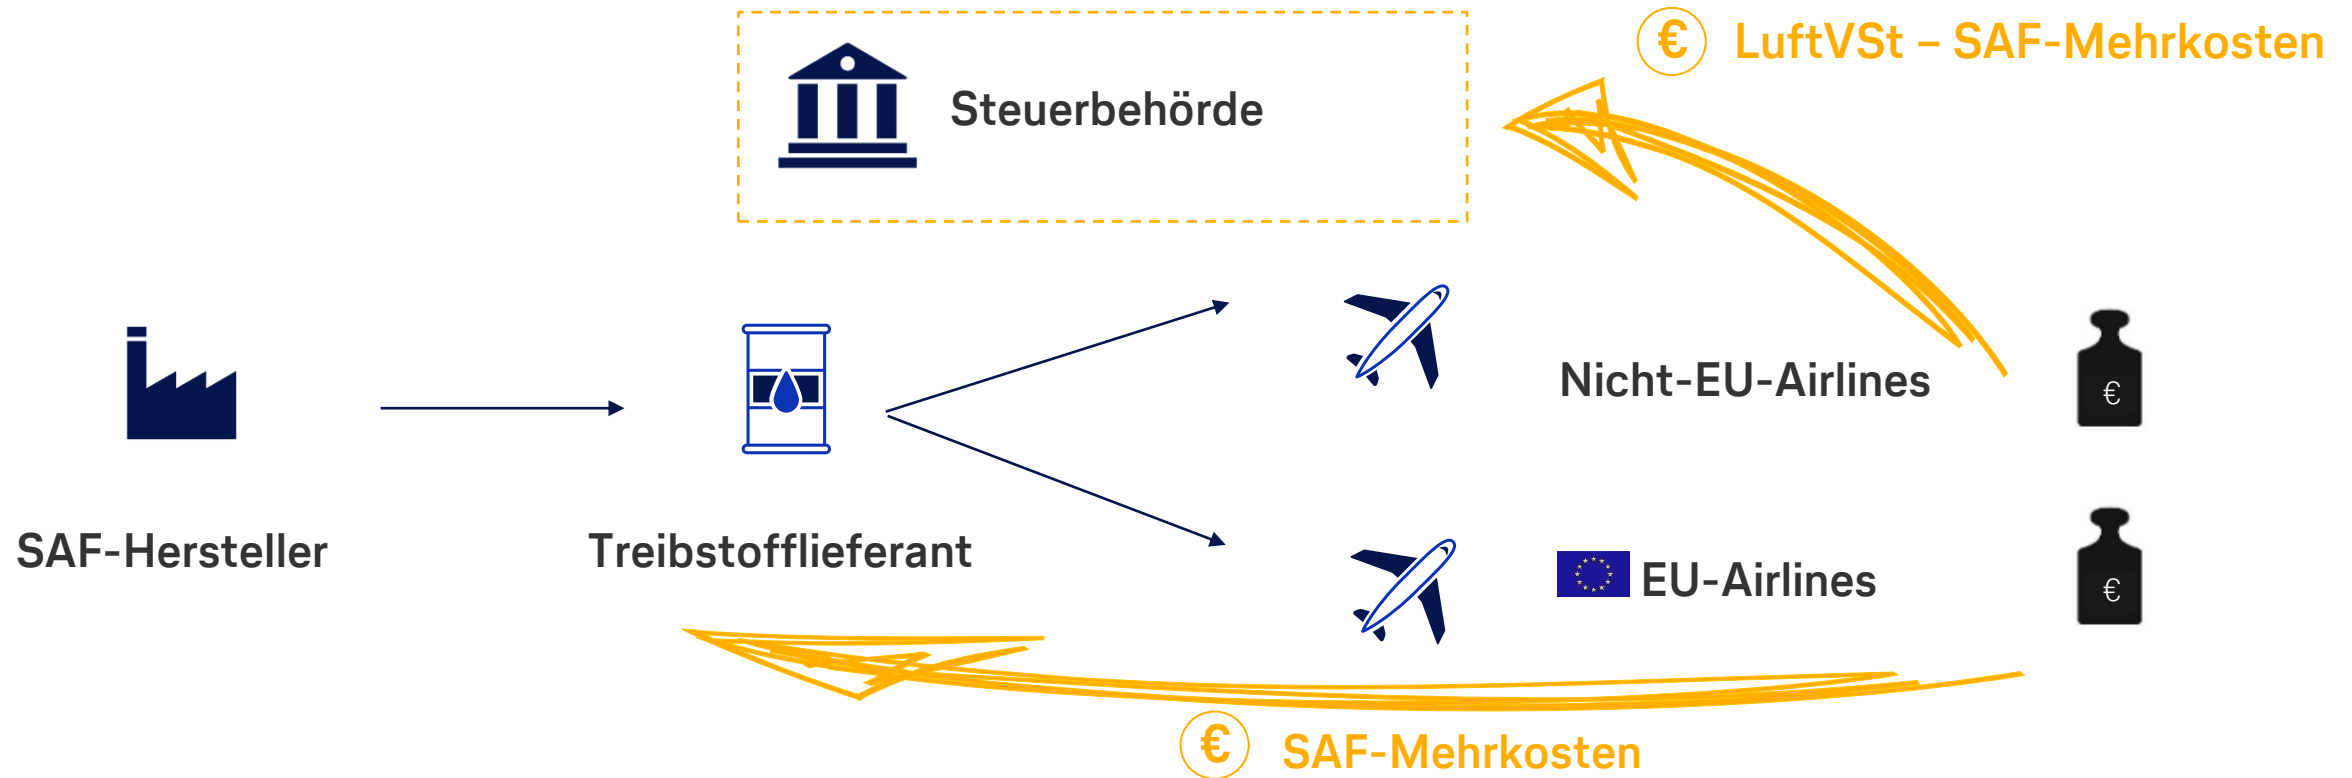 € LuftVSt – SAF-Mehrkosten
Steuerbehörde
Nicht-EU-Airlines
€
SAF-Hersteller
Treibstofflieferant
EU-Airlines
€
€ SAF-Mehrkosten